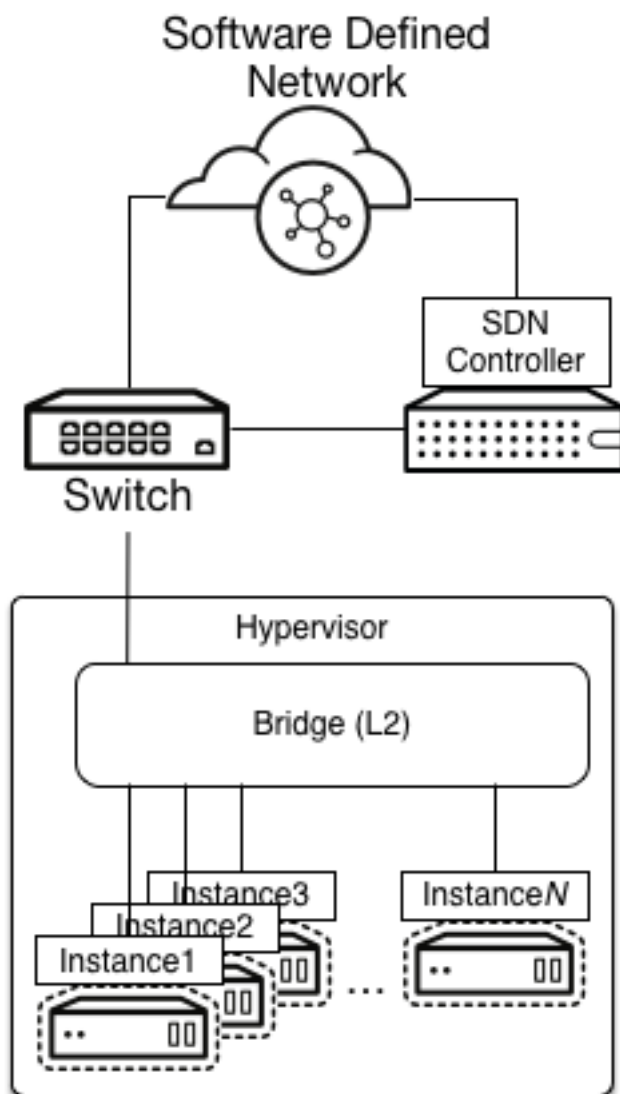 Software Defined
Network
SDN
Controller
Switch
Hypervisor
Bridge (L2)
Instance3
InstanceN
Instance2
Instance1
...